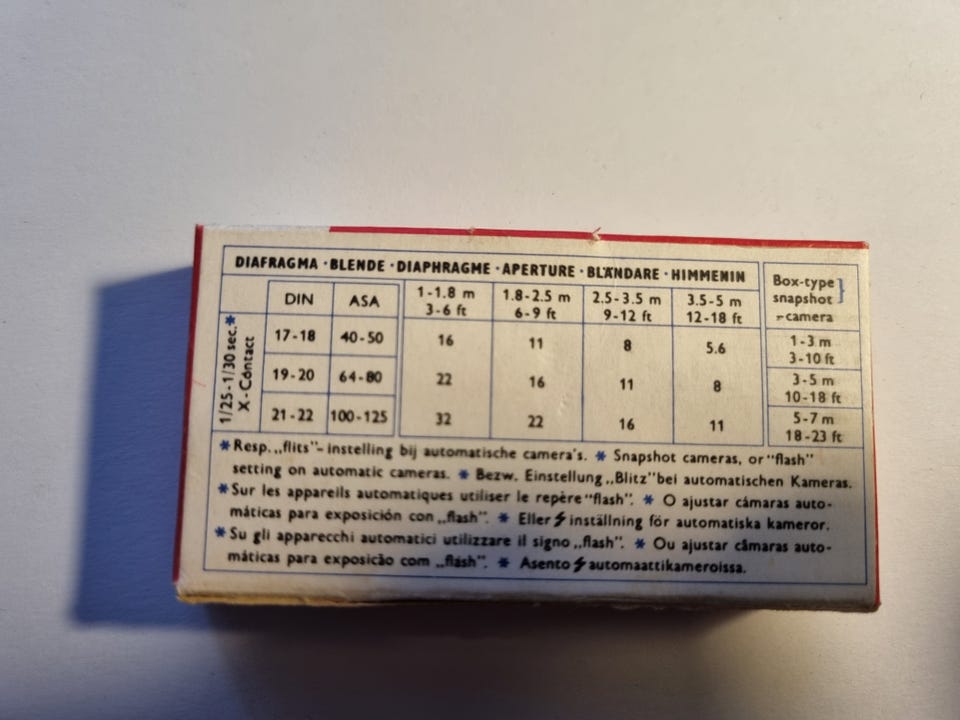 DIAFRAGMA · BLENDE · DIAPHRAGME · APERTURE · BLÄNDARE · HIMMENIN
Box-type }
snapshot
-camera
DIN ASA 1-1.8 m 1.8-2.5 m 2.5-3.5 m 3.5-5 m
3-6 ft 6-9 ft 9-12 ft 12-18 ft
1/25-1/30 sec.*
X-Cóntact
17-18 40-50 16 11 8 5.6 1-3 m
3-10 ft
19-20 64-80 22 16 11 8 3-5 m
10-18 ft
21-22 100-125 32 22 16 11 5-7 m
18-23 ft
*Resp. „flits”-instelling bij automatische camera's. * Snapshot cameras, or “flash”
setting on automatic cameras. * Bezw. Einstellung „Blitz” bei automatischen Kameras.
*Sur les appareils automatiques utiliser le repère “flash”. * O ajustar cámaras auto-
máticas para exposición con „flash”. * Eller ⚡ inställning för automatiska kameror.
*Su gli apparecchi automatici utilizzare il signo „flash”. * Ou ajustar câmaras auto-
máticas para exposicão com „flásh”. * Asento ⚡ automaattikameroissa.